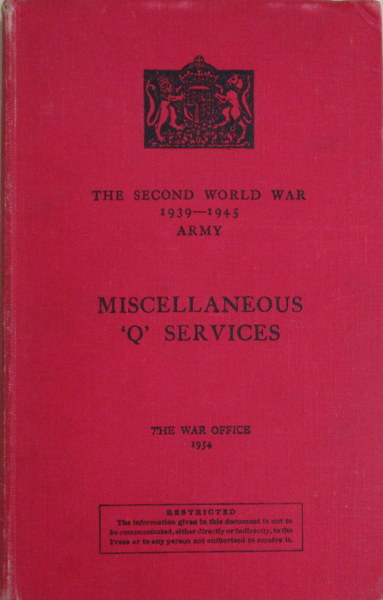 THE SECOND WORLD WAR
1939—1945
ARMY
MISCELLANEOUS
'Q' SERVICES
THE WAR OFFICE
1954
RESTRICTED
The information given in this document is not to
be communicated, either directly or indirectly, to the
Press or to any person not authorised to receive it.